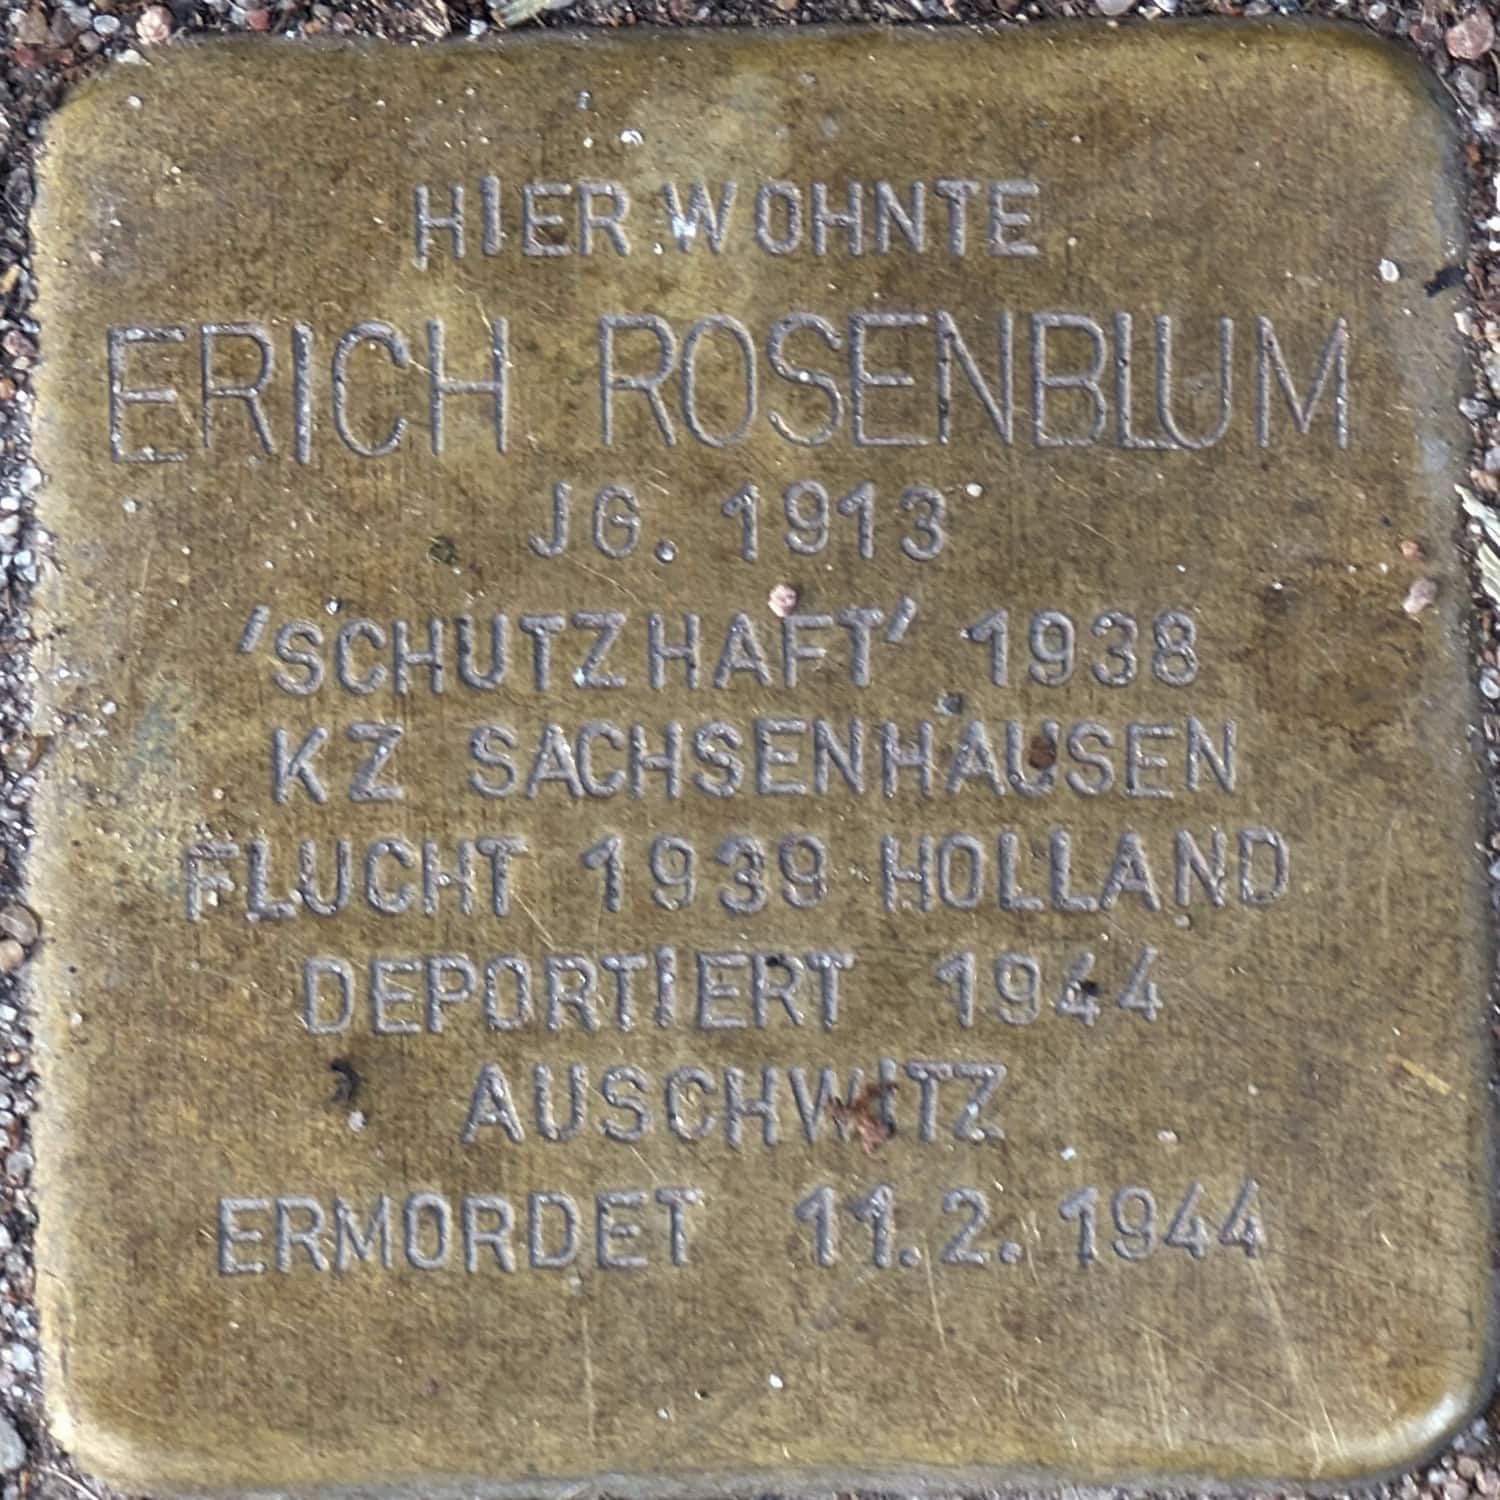 HIER WOHNTE
ERICH ROSENBLUM
JG. 1913
'SCHUTZHAFT' 1938
KZ SACHSENHAUSEN
FLUCHT 1939 HOLLAND
DEPORTIERT 1944
AUSCHWITZ
ERMORDET 11.2.1944